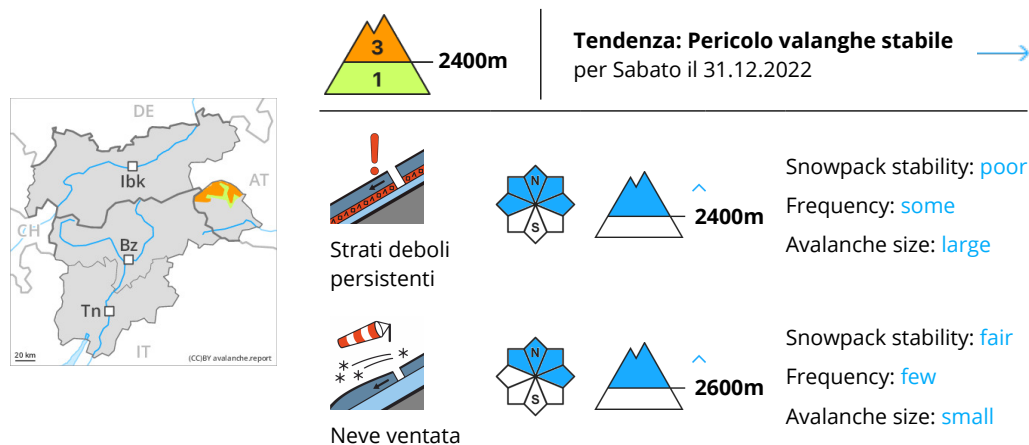 3
1
2400m
Tendenza: Pericolo valanghe stabile
per Sabato il 31.12.2022
DE
AT
Ibk
CH
Bz
Tn
IT
20 km
(CC)BY avalanche.report
Strati deboli
persistenti
N
S
2400m
Snowpack stability: poor
Frequency: some
Avalanche size: large
Neve ventata
N
S
2600m
Snowpack stability: fair
Frequency: few
Avalanche size: small